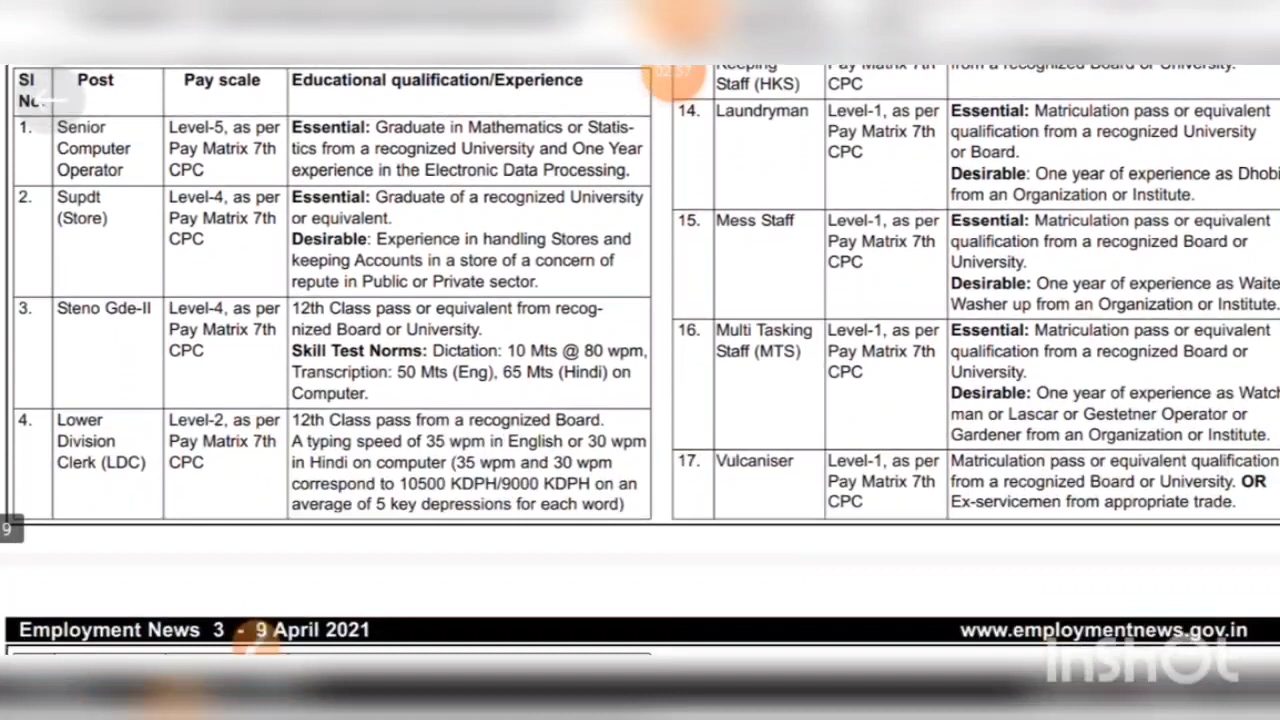 SI
No.
Post
Pay scale
Educational qualification/Experience
1.
Senior
Computer
Operator
Level-5, as per
Pay Matrix 7th
CPC
Essential: Graduate in Mathematics or Statis-
tics from a recognized University and One Year
experience in the Electronic Data Processing.
2.
Supdt
(Store)
Level-4, as per
Pay Matrix 7th
CPC
Essential: Graduate of a recognized University
or equivalent.
Desirable: Experience in handling Stores and
keeping Accounts in a store of a concern of
repute in Public or Private sector.
3.
Steno Gde-II
Level-4, as per
Pay Matrix 7th
CPC
12th Class pass or equivalent from recog-
nized Board or University.
Skill Test Norms: Dictation: 10 Mts @ 80 wpm,
Transcription: 50 Mts (Eng), 65 Mts (Hindi) on
Computer.
4.
Lower
Division
Clerk (LDC)
Level-2, as per
Pay Matrix 7th
CPC
12th Class pass from a recognized Board.
A typing speed of 35 wpm in English or 30 wpm
in Hindi on computer (35 wpm and 30 wpm
correspond to 10500 KDPH/9000 KDPH on an
average of 5 key depressions for each word)
02:57
Keeping
Staff (HKS)
Pay Matrix 7th
CPC
from a recognized Board or University.
14.
Laundryman
Level-1, as per
Pay Matrix 7th
CPC
Essential: Matriculation pass or equivalent
qualification from a recognized University
or Board.
Desirable: One year of experience as Dhobi
from an Organization or Institute.
15.
Mess Staff
Level-1, as per
Pay Matrix 7th
CPC
Essential: Matriculation pass or equivalent
qualification from a recognized Board or
University.
Desirable: One year of experience as Waite
Washer up from an Organization or Institute.
16.
Multi Tasking
Staff (MTS)
Level-1, as per
Pay Matrix 7th
CPC
Essential: Matriculation pass or equivalent
qualification from a recognized Board or
University.
Desirable: One year of experience as Watch
man or Lascar or Gestetner Operator or
Gardener from an Organization or Institute.
17.
Vulcaniser
Level-1, as per
Pay Matrix 7th
CPC
Matriculation pass or equivalent qualification
from a recognized Board or University. OR
Ex-servicemen from appropriate trade.
9
Employment News 3 - 9 April 2021
www.employmentnews.gov.in
InShOt